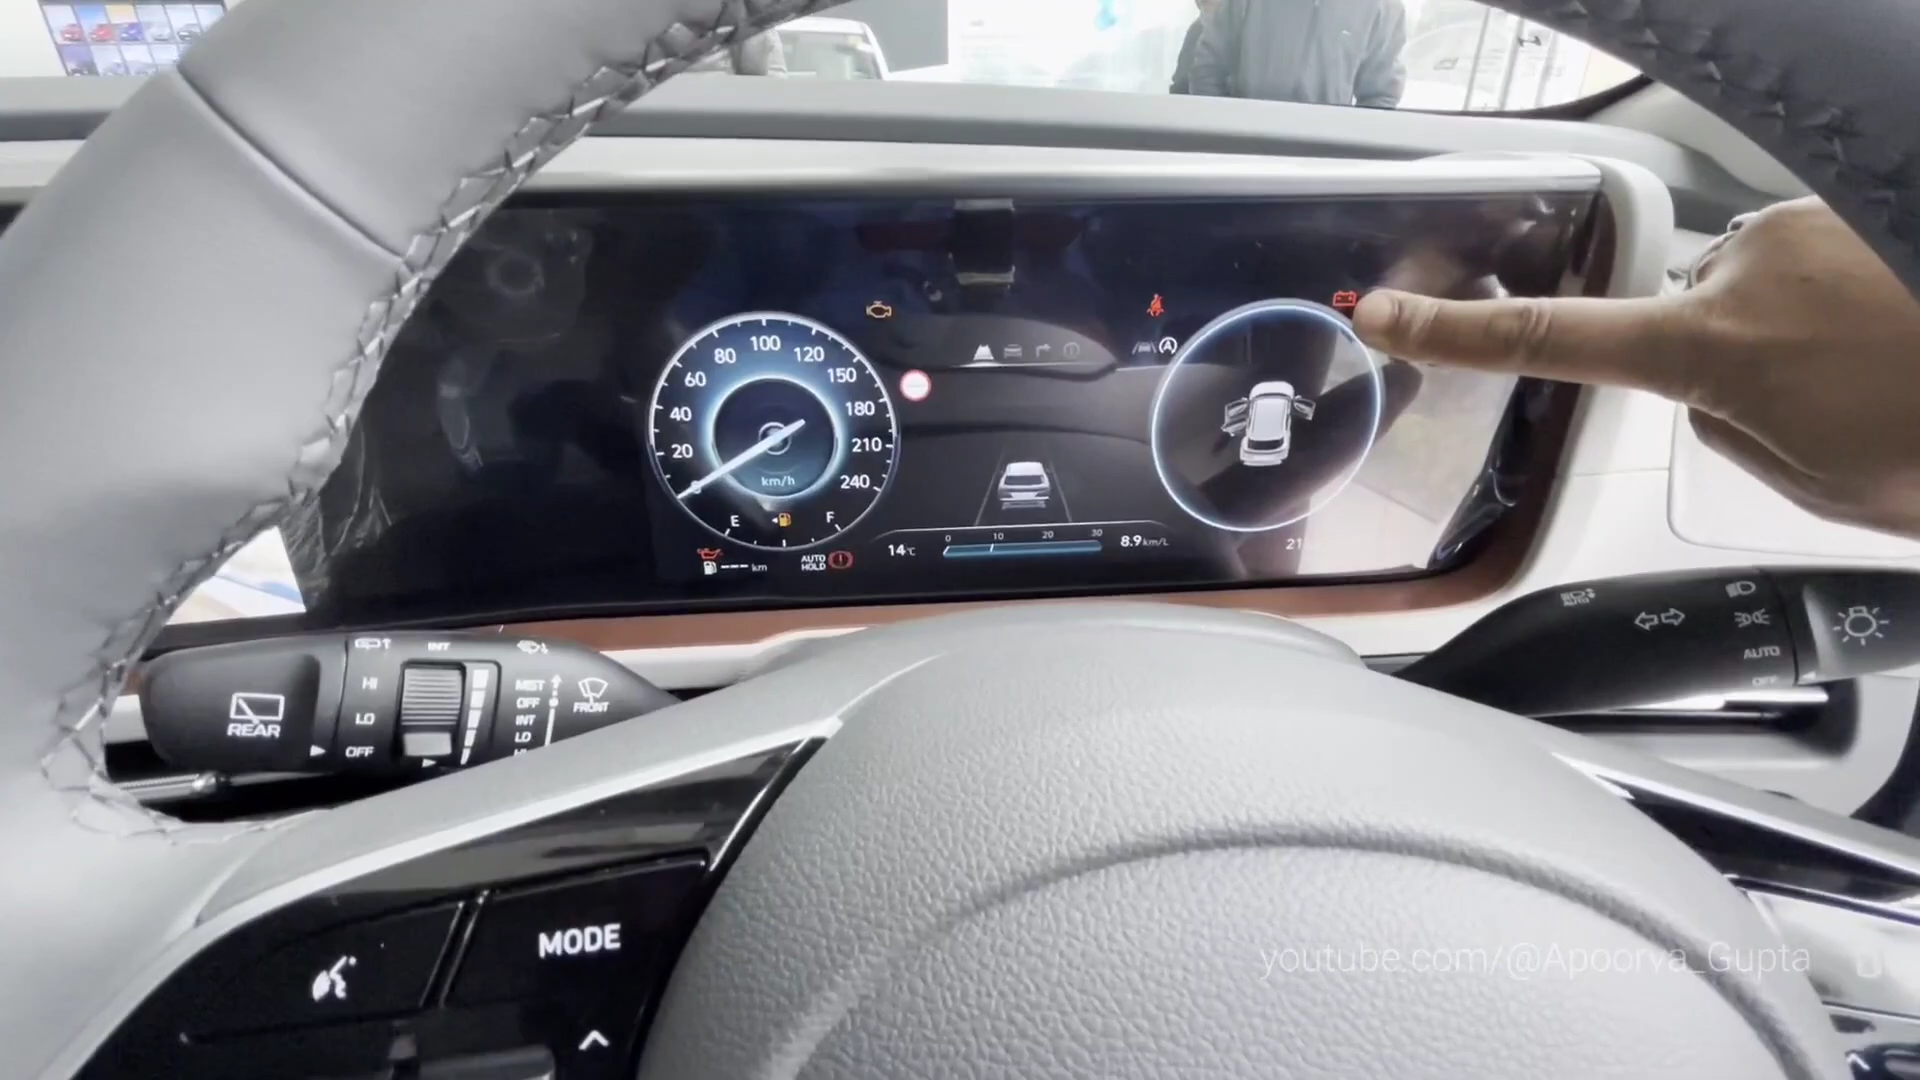 100
80
120
60
150
40
180
20
210
0
240
km/h
E
F
--- km
AUTO
HOLD
14°C
0
10
20
30
8.9 km/L
A
INT
HI
LO
OFF
REAR
MIST
OFF
INT
LO
FRONT
AUTO
AUTO
OFF
MODE
youtube.com/@Apoorva_Gupta